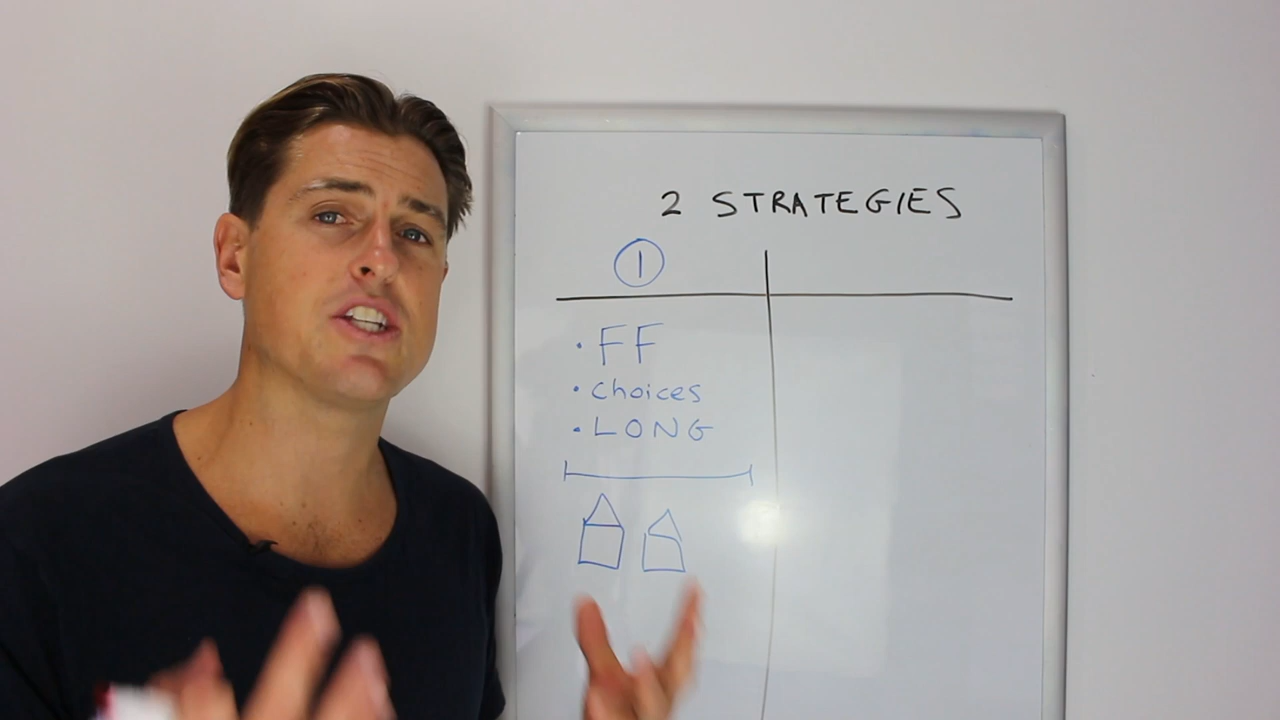 2 STRATEGIES
1
• FF
• choices
• LONG